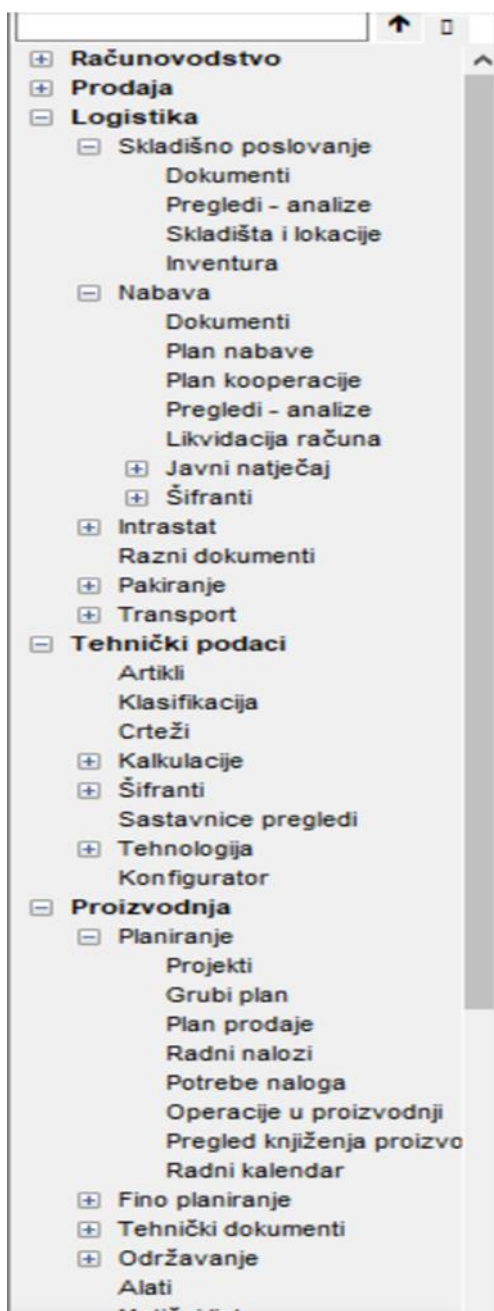 Računovodstvo
Prodaja
Logistika
Skladišno poslovanje
Dokumenti
Pregledi - analize
Skladišta i lokacije
Inventura
Nabava
Dokumenti
Plan nabave
Plan kooperacije
Pregledi - analize
Likvidacija računa
Javni natječaj
Šifranti
Intrastat
Razni dokumenti
Pakiranje
Transport
Tehnički podaci
Artikli
Klasifikacija
Crteži
Kalkulacije
Šifranti
Sastavnice pregledi
Tehnologija
Konfigurator
Proizvodnja
Planiranje
Projekti
Grubi plan
Plan prodaje
Radni nalozi
Potrebe naloga
Operacije u proizvodnji
Pregled knjiženja proizvo
Radni kalendar
Fino planiranje
Tehnički dokumenti
Održavanje
Alati